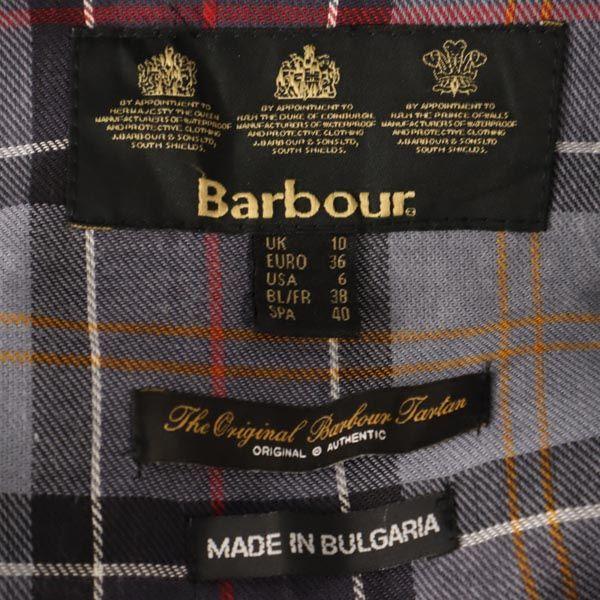 BY APPOINTMENT TO
HER MAJESTY THE QUEEN
MANUFACTURERS OF WATERPROOF
AND PROTECTIVE CLOTHING
J.BARBOUR & SONS LTD,
SOUTH SHIELDS.
BY APPOINTMENT TO
H.R.H THE DUKE OF EDINBURGH
MANUFACTURERS OF WATERPROOF
AND PROTECTIVE CLOTHING
J.BARBOUR & SONS LTD,
SOUTH SHIELDS.
BY APPOINTMENT TO
H.R.H THE PRINCE OF WALES
MANUFACTURERS OF WATERPROOF
AND PROTECTIVE CLOTHING
J.BARBOUR & SONS LTD,
SOUTH SHIELDS.
Barbour®
UK 10
EURO 36
USA 6
BL/FR 38
SPA 40
The Original Barbour Tartan
ORIGINAL © AUTHENTIC
MADE IN BULGARIA